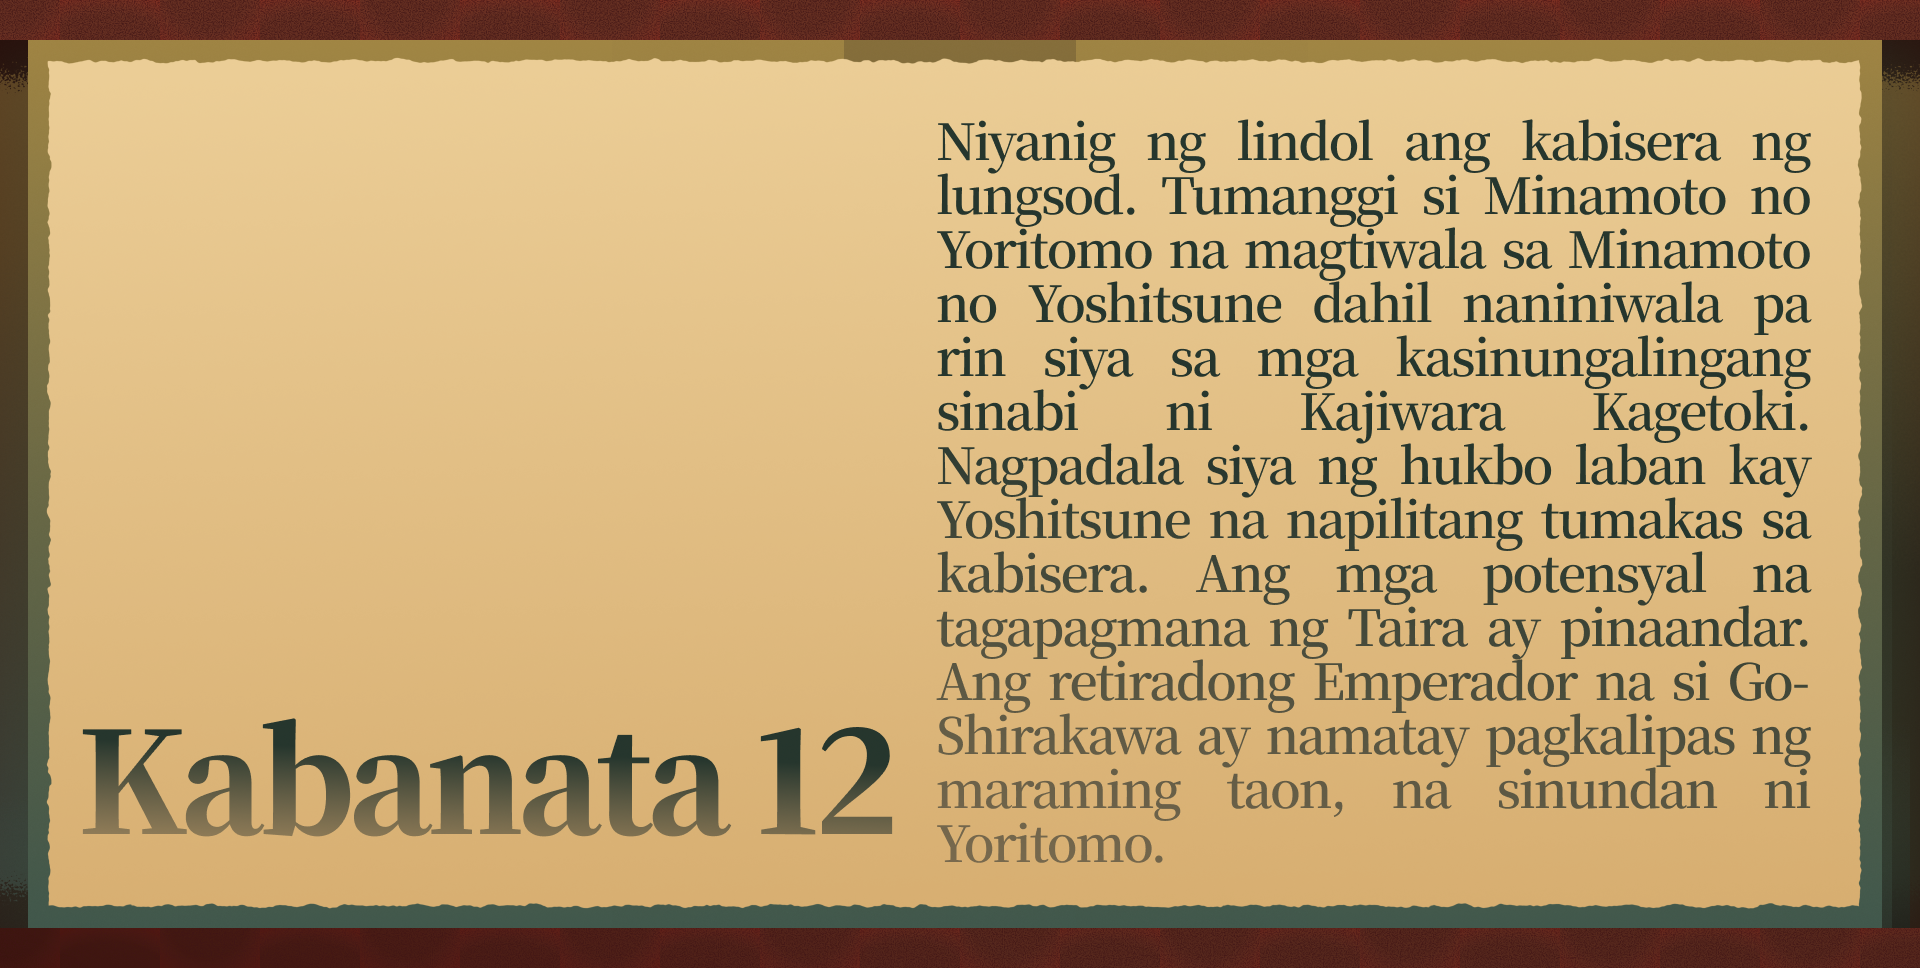 Kabanata 12
Niyanig ng lindol ang kabisera ng
lungsod. Tumanggi si Minamoto no
Yoritomo na magtiwala sa Minamoto
no Yoshitsune dahil naniniwala pa
rin siya sa mga kasinungalingang
sinabi ni Kajiwara Kagetoki.
Nagpadala siya ng hukbo laban kay
Yoshitsune na napilitang tumakas sa
kabisera. Ang mga potensyal na
tagapagmana ng Taira ay pinaandar.
Ang retiradong Emperador na si Go-
Shirakawa ay namatay pagkalipas ng
maraming taon, na sinundan ni
Yoritomo.